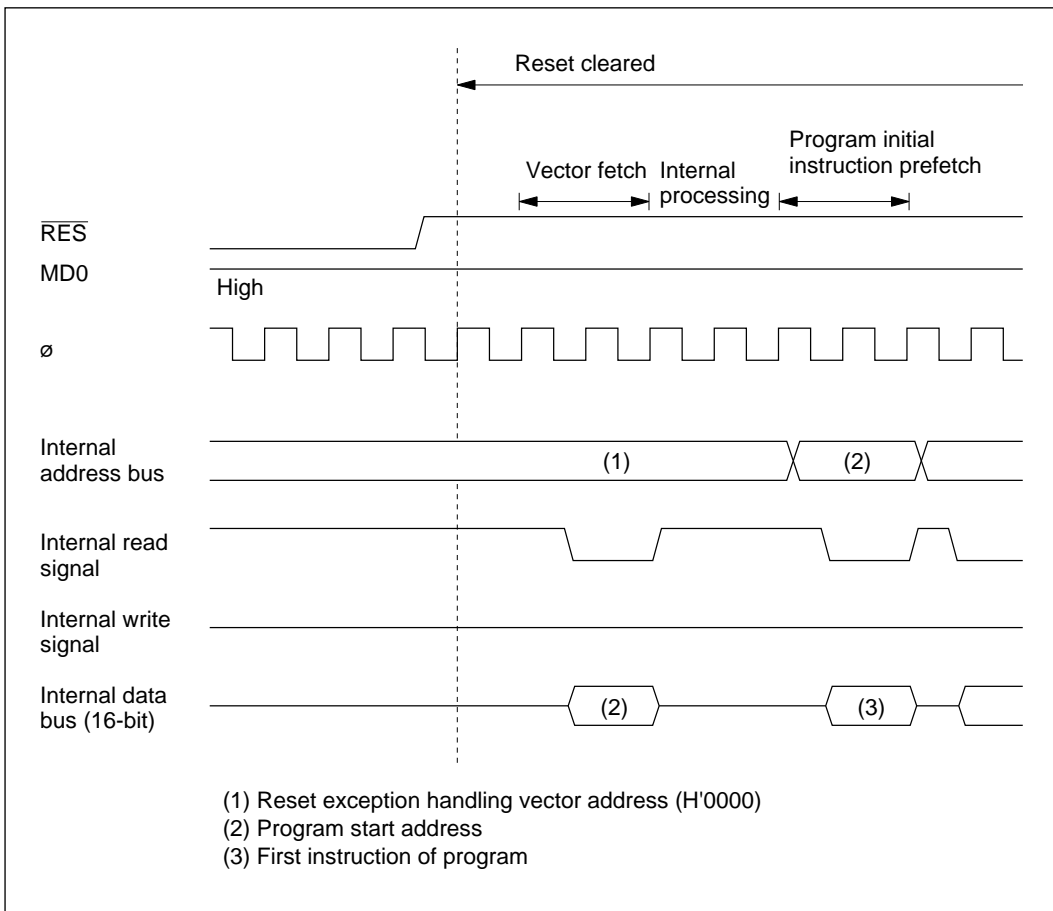 Reset cleared
Program initial
Vector fetch Internal instruction prefetch
processing
RES
MD0
High
ø
Internal
address bus
(1) (2)
Internal read
signal
Internal write
signal
Internal data
bus (16-bit)
(2) (3)
(1) Reset exception handling vector address (H'0000)
(2) Program start address
(3) First instruction of program